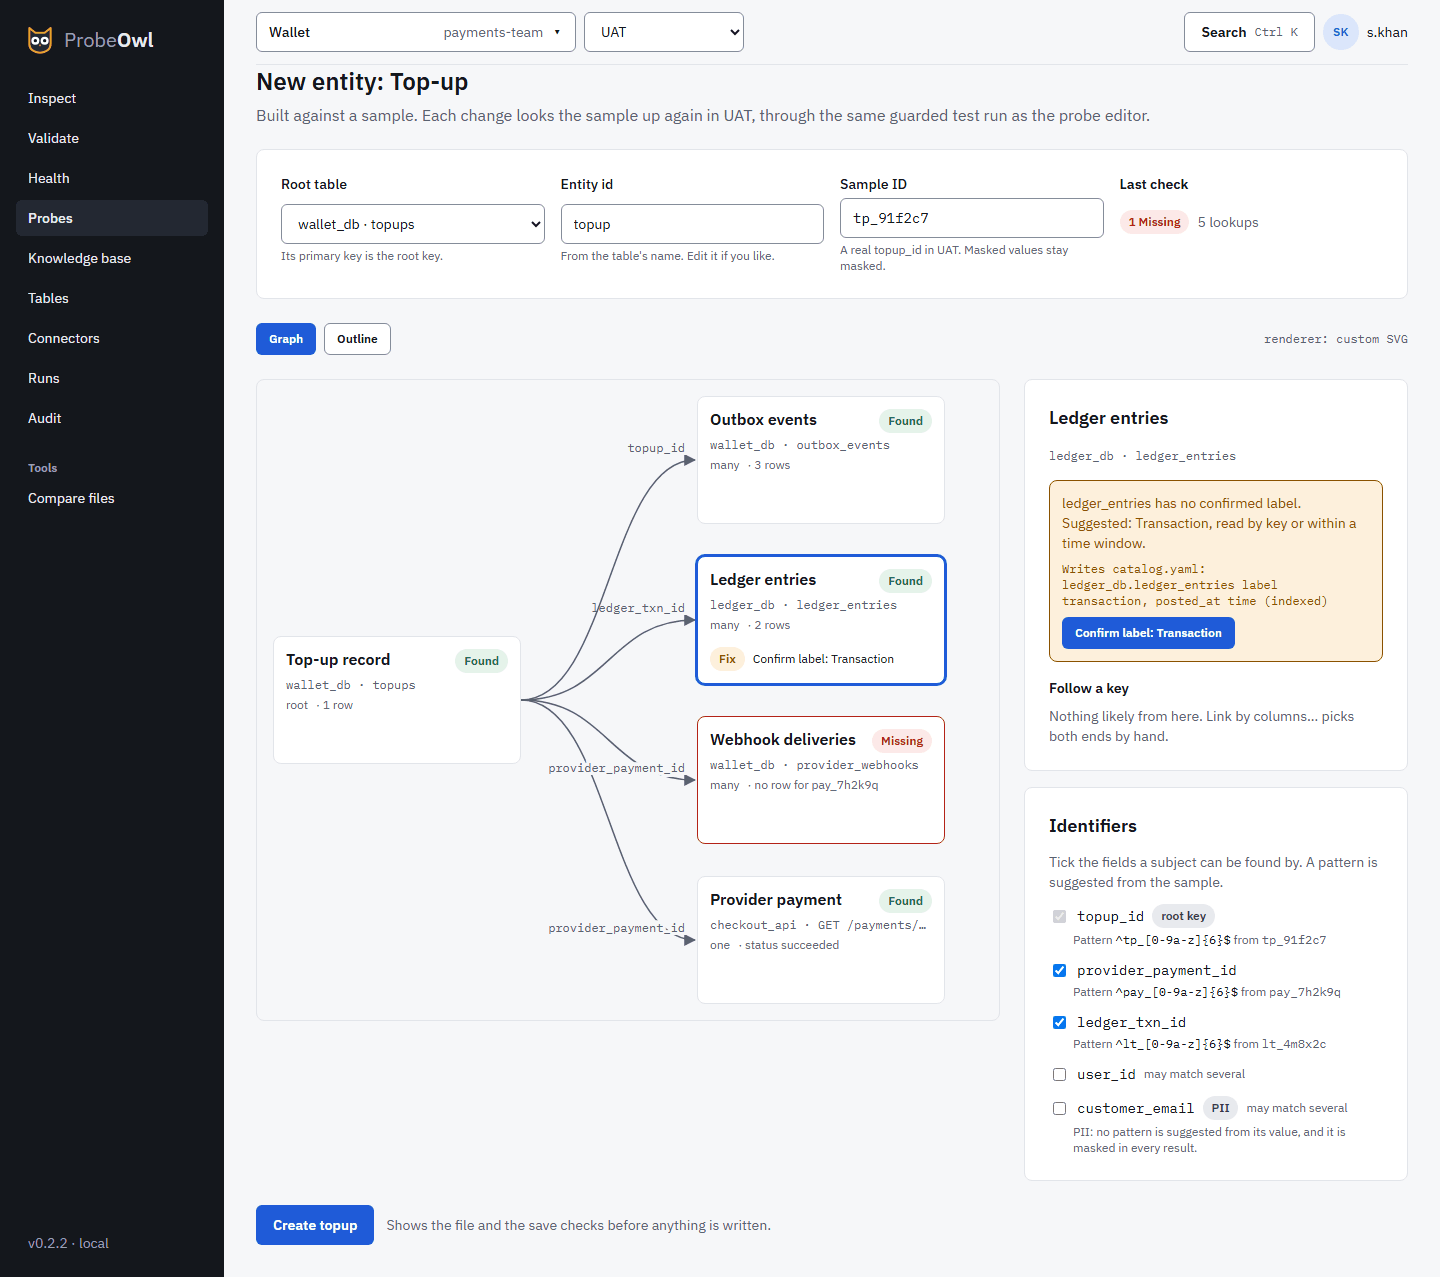 ProbeOwl
Inspect
Validate
Health
Probes
Knowledge base
Tables
Connectors
Runs
Audit
Tools
Compare files
v0.2.2 · local
Wallet payments-team ▾
UAT
Search Ctrl K
SK s.khan
New entity: Top-up
Built against a sample. Each change looks the sample up again in UAT, through the same guarded test run as the probe editor.
Root table
wallet_db · topups
Its primary key is the root key.
Entity id
topup
From the table's name. Edit it if you like.
Sample ID
tp_91f2c7
A real topup_id in UAT. Masked values stay
masked.
Last check
1 Missing 5 lookups
Graph
Outline
renderer: custom SVG
Top-up record Found
wallet_db · topups
root · 1 row
topup_id
ledger_txn_id
provider_payment_id
provider_payment_id
Outbox events Found
wallet_db · outbox_events
many · 3 rows
Ledger entries Found
ledger_db · ledger_entries
many · 2 rows
Fix Confirm label: Transaction
Webhook deliveries Missing
wallet_db · provider_webhooks
many · no row for pay_7h2k9q
Provider payment Found
checkout_api · GET /payments/…
one · status succeeded
Ledger entries
ledger_db · ledger_entries
ledger_entries has no confirmed label.
Suggested: Transaction, read by key or within a
time window.
Writes catalog.yaml:
ledger_db.ledger_entries label
transaction, posted_at time (indexed)
Confirm label: Transaction
Follow a key
Nothing likely from here. Link by columns… picks
both ends by hand.
Identifiers
Tick the fields a subject can be found by. A pattern is
suggested from the sample.
topup_id root key
Pattern ^tp_[0-9a-z]{6}$ from tp_91f2c7
provider_payment_id
Pattern ^pay_[0-9a-z]{6}$ from pay_7h2k9q
ledger_txn_id
Pattern ^lt_[0-9a-z]{6}$ from lt_4m8x2c
user_id may match several
customer_email PII may match several
PII: no pattern is suggested from its value, and it is
masked in every result.
Create topup
Shows the file and the save checks before anything is written.